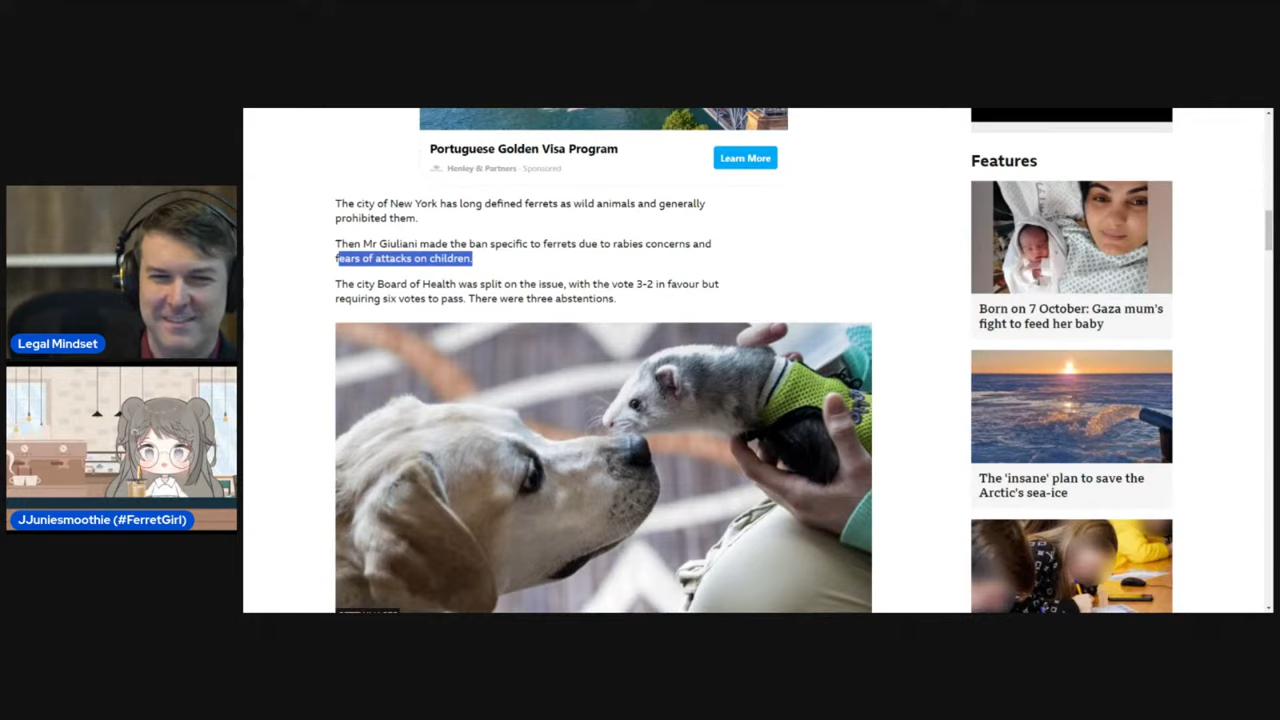 Portuguese Golden Visa Program
Henley & Partners · Sponsored
Learn More
The city of New York has long defined ferrets as wild animals and generally
prohibited them.
Then Mr Giuliani made the ban specific to ferrets due to rabies concerns and
fears of attacks on children.
The city Board of Health was split on the issue, with the vote 3-2 in favour but
requiring six votes to pass. There were three abstentions.
Features
Born on 7 October: Gaza mum's
fight to feed her baby
The 'insane' plan to save the
Arctic's sea-ice
Legal Mindset
JJuniesmoothie (#FerretGirl)